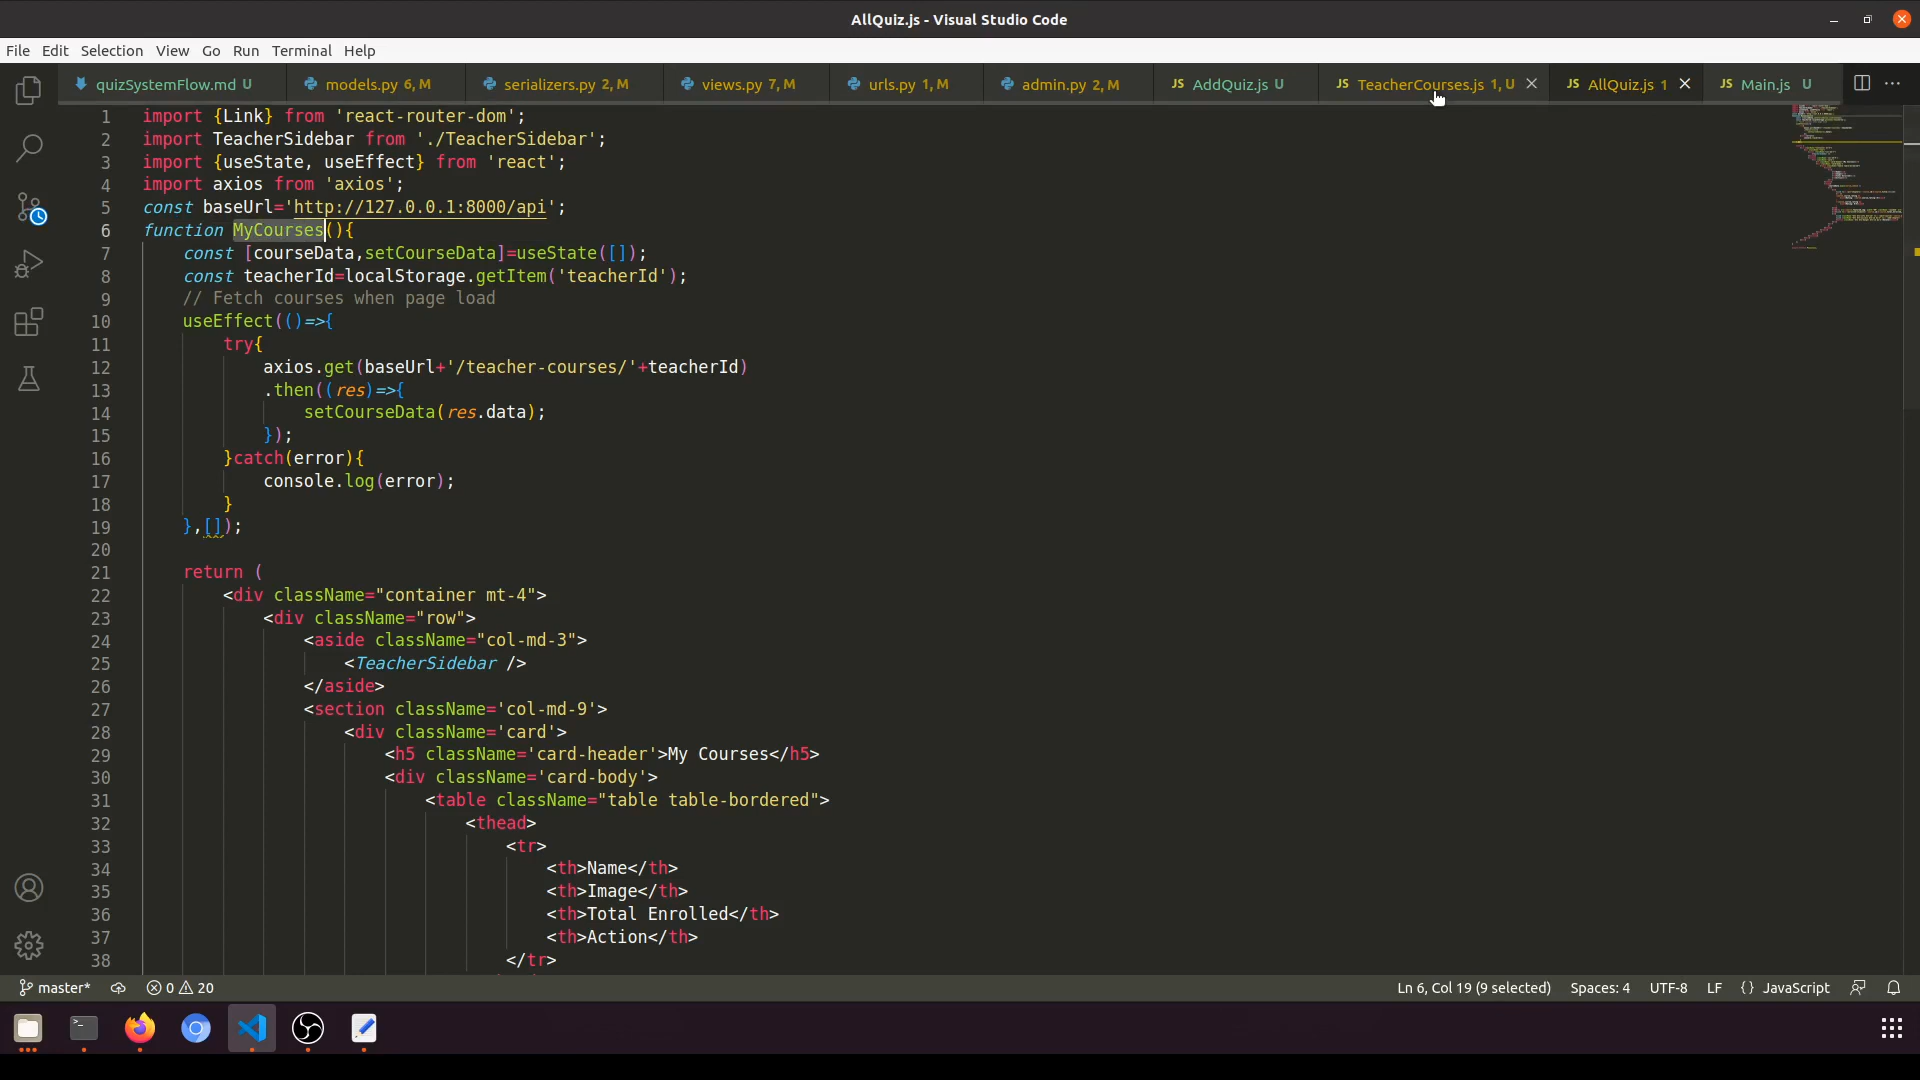 AllQuiz.js - Visual Studio Code
File Edit Selection View Go Run Terminal Help
quizSystemFlow.md U models.py 6, M serializers.py 2, M views.py 7, M urls.py 1, M admin.py 2, M JS AddQuiz.js U JS TeacherCourses.js 1, U JS AllQuiz.js 1 JS Main.js U
1 import {Link} from 'react-router-dom';
2 import TeacherSidebar from './TeacherSidebar';
3 import {useState, useEffect} from 'react';
4 import axios from 'axios';
5 const baseUrl='http://127.0.0.1:8000/api';
6 function MyCourses(){
7 const [courseData,setCourseData]=useState([]);
8 const teacherId=localStorage.getItem('teacherId');
9 // Fetch courses when page load
10 useEffect(()=>{
11 try{
12 axios.get(baseUrl+'/teacher-courses/'+teacherId)
13 .then((res)=>{
14 setCourseData(res.data);
15 });
16 }catch(error){
17 console.log(error);
18 }
19 },[]);
20
21 return (
22 <div className="container mt-4">
23 <div className="row">
24 <aside className="col-md-3">
25 <TeacherSidebar />
26 </aside>
27 <section className='col-md-9'>
28 <div className='card'>
29 <h5 className='card-header'>My Courses</h5>
30 <div className='card-body'>
31 <table className="table table-bordered">
32 <thead>
33 <tr>
34 <th>Name</th>
35 <th>Image</th>
36 <th>Total Enrolled</th>
37 <th>Action</th>
38 </tr>
master* 0 20 Ln 6, Col 19 (9 selected) Spaces: 4 UTF-8 LF {} JavaScript